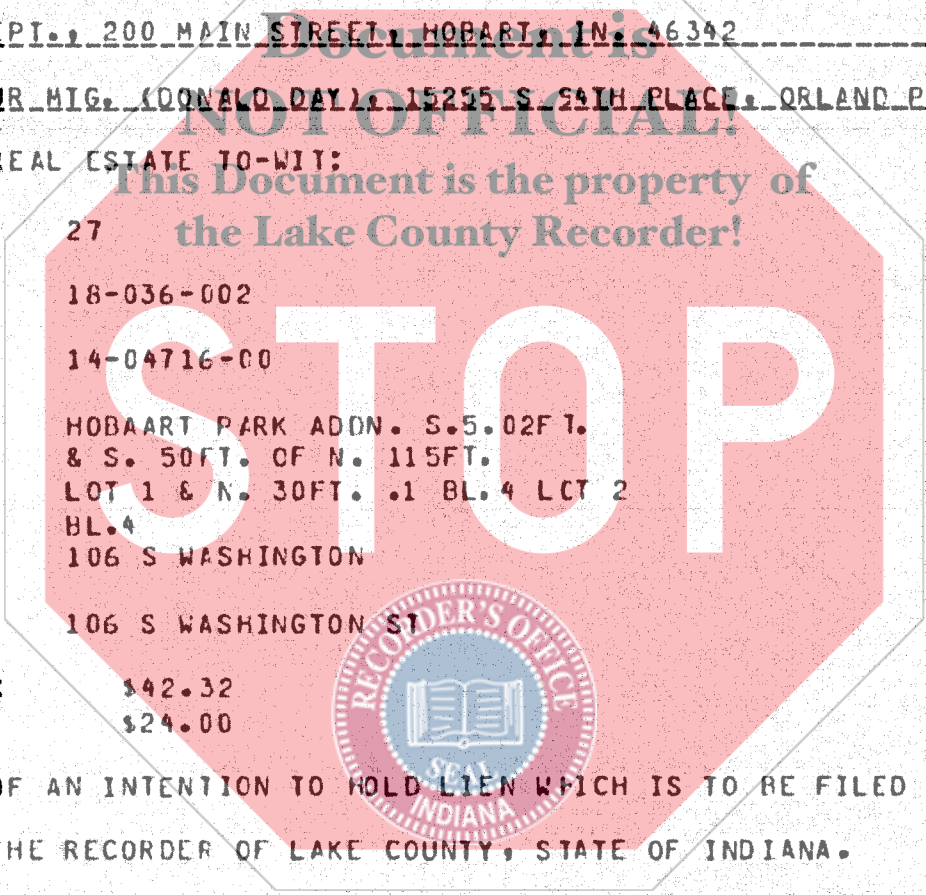 EPT., 200 MAIN STREET, HOBART, IN. 46342
Document is
UR MTG. (DONALD DAY), 15255 S 94TH PLACE, ORLAND P
NOT OFFICIAL!
REAL ESTATE TO-WIT:
This Document is the property of
27
the Lake County Recorder!
18-036-002
14-04716-00
STOP
HOBAART PARK ADDN. S.5.02FT.
& S. 50FT. OF N. 115FT.
LOT 1 & N. 30FT. .1 BL.4 LOT 2
BL.4
106 S WASHINGTON
106 S WASHINGTON ST
RECORDER'S OFFICE
$42.32
$24.00
SEAL
INDIANA
OF AN INTENTION TO HOLD LIEN WHICH IS TO BE FILED
THE RECORDER OF LAKE COUNTY, STATE OF INDIANA.